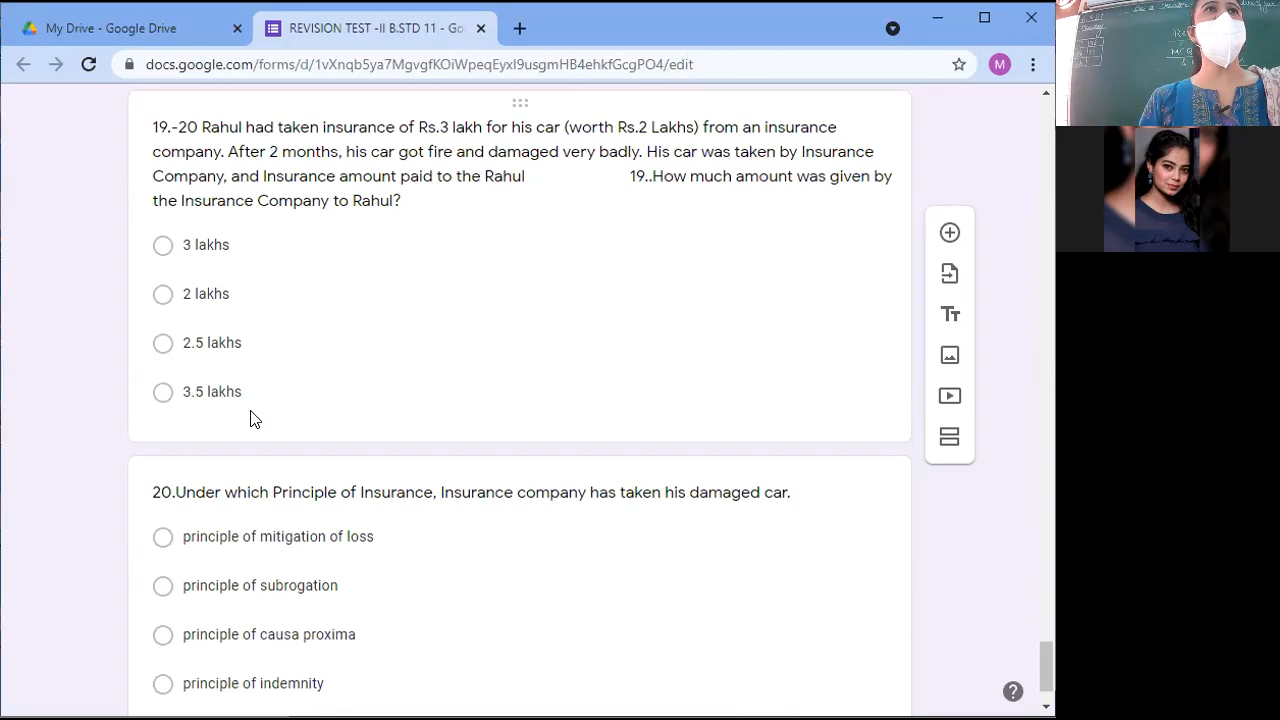 My Drive - Google Drive
REVISION TEST -II B.STD 11 - Go
docs.google.com/forms/d/1vXnqb5ya7MgvgfKOiWpeqEyxI9usgmHB4ehkfGcgPO4/edit
M
19.-20 Rahul had taken insurance of Rs.3 lakh for his car (worth Rs.2 Lakhs) from an insurance
company. After 2 months, his car got fire and damaged very badly. His car was taken by Insurance
Company, and Insurance amount paid to the Rahul 19..How much amount was given by
the Insurance Company to Rahul?
3 lakhs
2 lakhs
2.5 lakhs
3.5 lakhs
Tт
20.Under which Principle of Insurance, Insurance company has taken his damaged car.
principle of mitigation of loss
principle of subrogation
principle of causa proxima
principle of indemnity